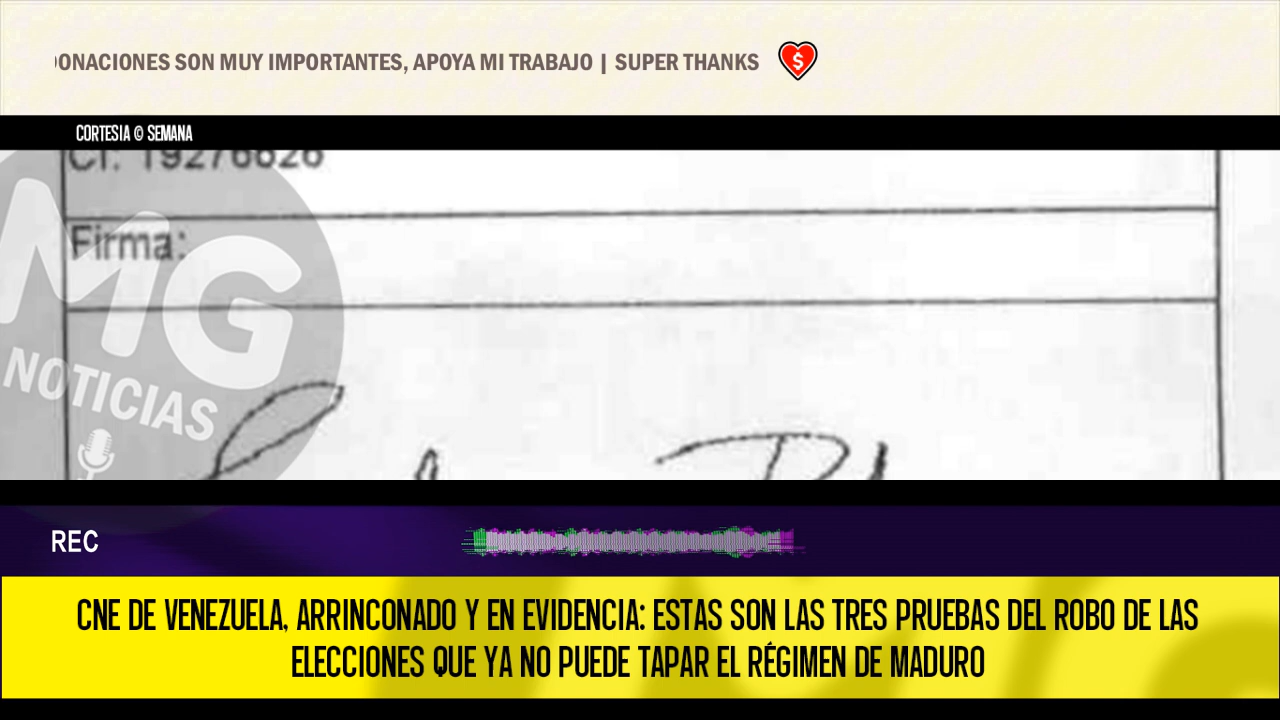 ONACIONES SON MUY IMPORTANTES, APOYA MI TRABAJO | SUPER THANKS
CORTESIA © SEMANA
CI: 19276626
Firma:
MG
NOTICIAS
REC
CNE DE VENEZUELA, ARRINCONADO Y EN EVIDENCIA: ESTAS SON LAS TRES PRUEBAS DEL ROBO DE LAS
ELECCIONES QUE YA NO PUEDE TAPAR EL RÉGIMEN DE MADURO